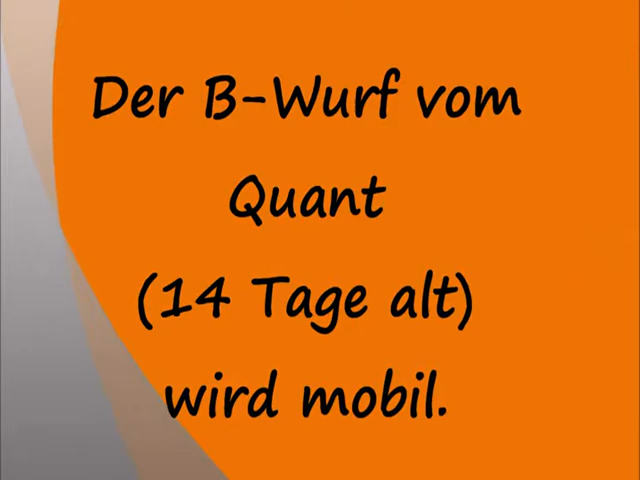 Der B-Wurf vom
Quant
(14 Tage alt)
wird mobil.